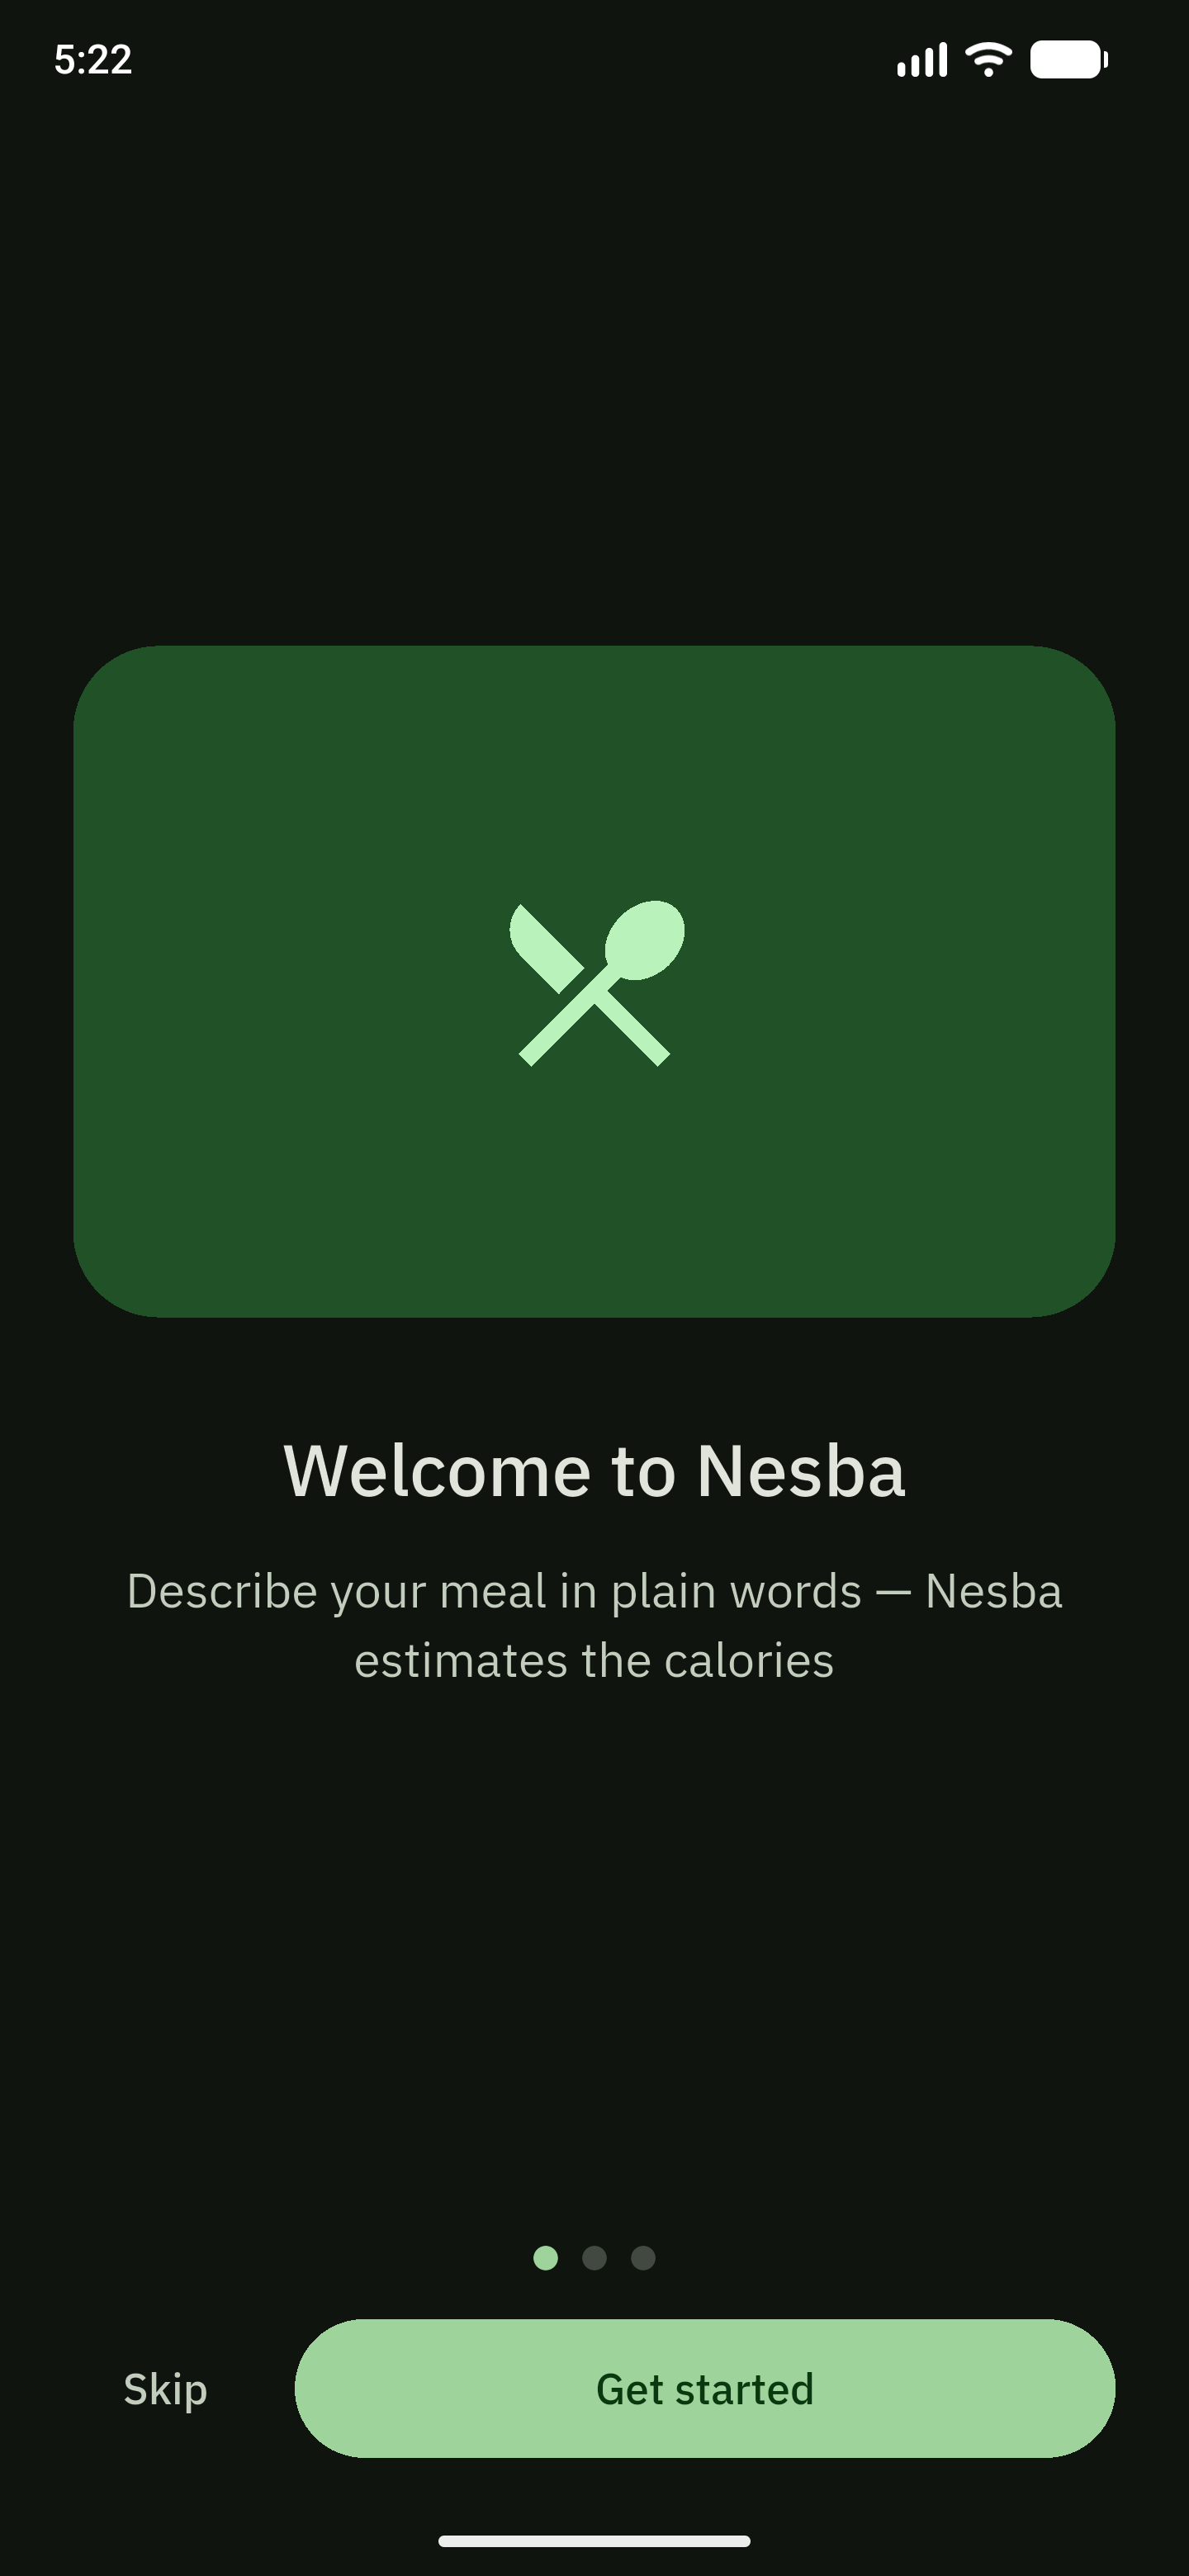 5:22
Welcome to Nesba
Describe your meal in plain words — Nesba
estimates the calories
Skip
Get started